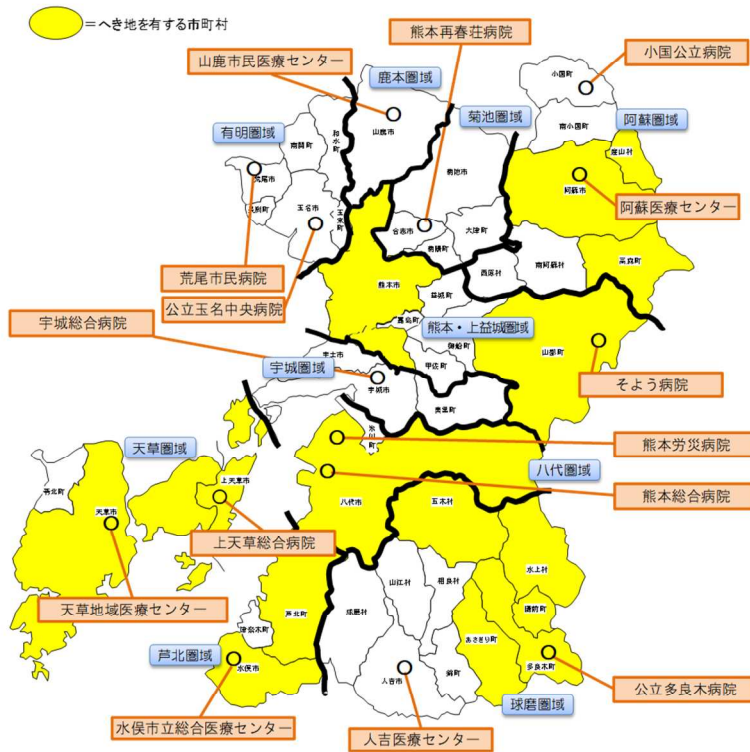 =へき地を有する市町村
熊本再春荘病院
山鹿市民医療センター
小国公立病院
鹿本圏域
菊池圏域
阿蘇圏域
有明圏域
小国町
南小国町
産山村
山鹿市
和水町
南関町
荒尾市
長洲町
玉名市
玉東町
菊池市
合志市
大津町
菊陽町
阿蘇市
阿蘇医療センター
西原村
南阿蘇村
高森町
荒尾市民病院
公立玉名中央病院
熊本市
益城町
嘉島町
熊本・上益城圏域
御船町
甲佐町
山都町
宇城総合病院
宇土市
宇城圏域
宇城市
美里町
そよう病院
氷川町
熊本労災病院
八代圏域
熊本総合病院
八代市
天草圏域
苓北町
上天草市
天草市
上天草総合病院
天草地域医療センター
五木村
水上村
山江村
相良村
湯前町
球磨村
あさぎり町
多良木町
錦町
人吉市
芦北町
津奈木町
芦北圏域
水俣市
水俣市立総合医療センター
人吉医療センター
球磨圏域
公立多良木病院